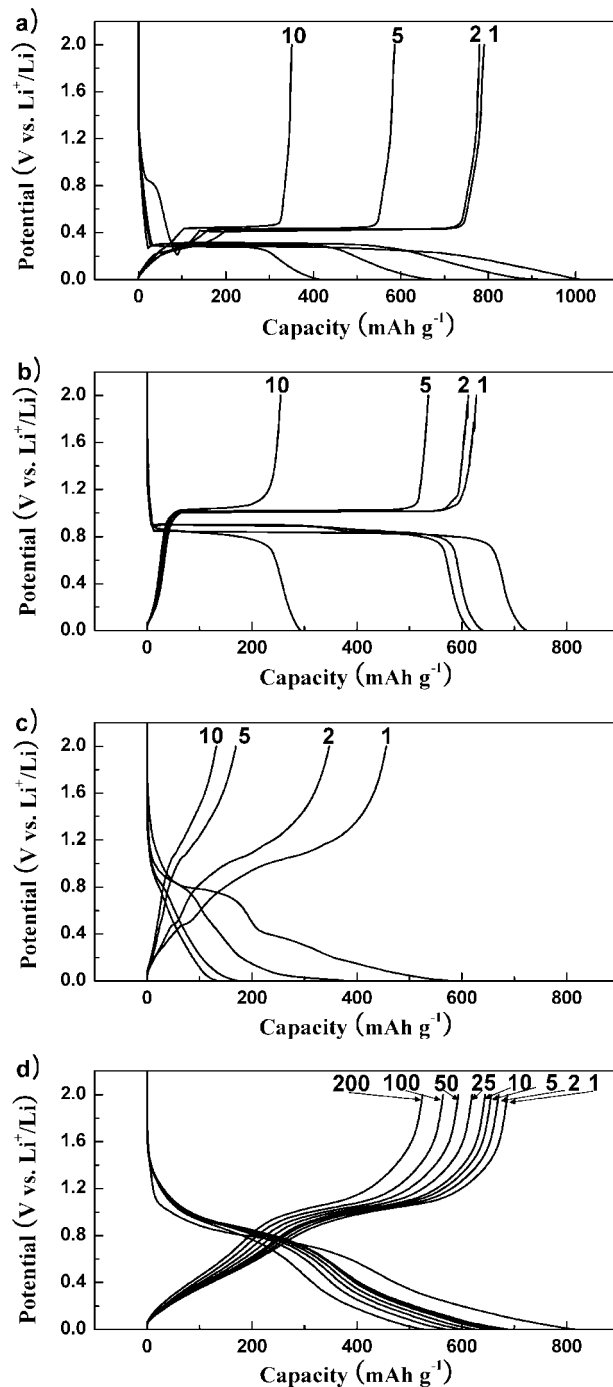 a)
10 5 2 1
2.0
1.6
1.2
0.8
0.4
0.0
Potential (V vs. Li⁺/Li)
0 200 400 600 800 1000
Capacity (mAh g⁻¹)
b)
10 5 2 1
2.0
1.6
1.2
0.8
0.4
0.0
Potential (V vs. Li⁺/Li)
0 200 400 600 800
Capacity (mAh g⁻¹)
c)
10 5 2 1
2.0
1.6
1.2
0.8
0.4
0.0
Potential (V vs. Li⁺/Li)
0 200 400 600 800
Capacity (mAh g⁻¹)
d)
200 100 50 25 10 5 2 1
2.0
1.6
1.2
0.8
0.4
0.0
Potential (V vs. Li⁺/Li)
0 200 400 600 800
Capacity (mAh g⁻¹)